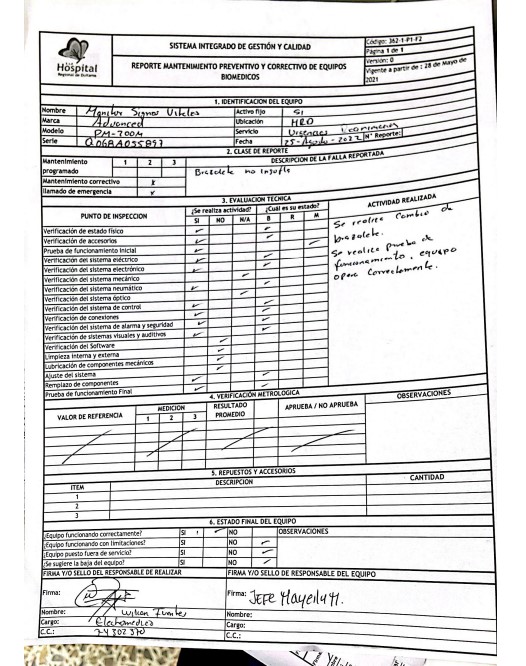 SISTEMA INTEGRADO DE GESTIÓN Y CALIDAD
Código: 362-1-P1-F2
Página 1 de 1
Hospital
REPORTE MANTENIMIENTO PREVENTIVO Y CORRECTIVO DE EQUIPOS BIOMEDICOS
Versión: 0
Vigente a partir de : 28 de Mayo de 2021
1. IDENTIFICACION DEL EQUIPO
Nombre Monitor Signos Vitales Activo fijo SI
Marca Advanced Ubicación HRD
Modelo PM-200M Servicio Urgencias
Serie Fecha 25-Agosto-2022 N° Reporte:
2. CLASE DE REPORTE
Mantenimiento programado 1 2 3 DESCRIPCION DE LA FALLA REPORTADA
Brazalete no insufla
Mantenimiento correctivo x
llamado de emergencia x
3. EVALUACION TECNICA
PUNTO DE INSPECCION ¿Se realiza actividad? ¿Cuál es su estado? ACTIVIDAD REALIZADA
SI NO N/A B R M
Se realiza Cambio de
brazalete.
Se realiza Prueba de
funcionamiento, equipo
opera Correctamente.
Verificación de estado físico
Verificación de accesorios
Prueba de funcionamiento inicial
Verificación del sistema eléctrico
Verificación del sistema electrónico
Verificación del sistema mecánico
Verificación del sistema neumático
Verificación del sistema óptico
Verificación del sistema de control
Verificación de conexiones
Verificación del sistema de alarma y seguridad
Verificación de sistemas visuales y auditivos
Verificación del Software
Limpieza interna y externa
Lubricación de componentes mecánicos
Ajuste del sistema
Remplazo de componentes
Prueba de funcionamiento Final
4. VERIFICACIÓN METROLOGICA
VALOR DE REFERENCIA MEDICION RESULTADO PROMEDIO APRUEBA / NO APRUEBA OBSERVACIONES
1 2 3
5. REPUESTOS Y ACCESORIOS
ITEM DESCRIPCION CANTIDAD
1
2
3
6. ESTADO FINAL DEL EQUIPO
¿Equipo funcionando correctamente? SI NO OBSERVACIONES
¿Equipo funcionando con limitaciones? SI NO
¿Equipo puesto fuera de servicio? SI NO
¿Se sugiere la baja del equipo? SI NO
FIRMA Y/O SELLO DEL RESPONSABLE DE REALIZAR
FIRMA Y/O SELLO DE RESPONSABLE DEL EQUIPO
Firma:
Firma: JEFE Mayerly M.
Nombre: Wilson Fuentes
Nombre:
Cargo: Electromedico
Cargo:
C.C.: 74 302 370
C.C.: